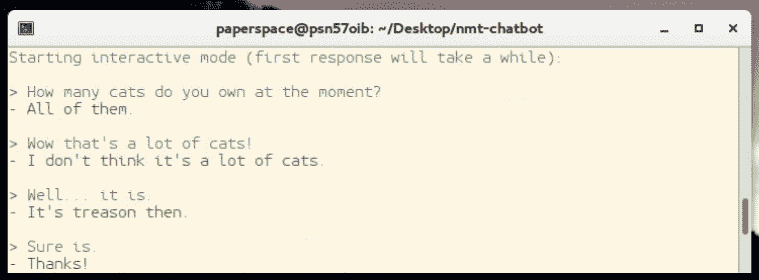 paperspace@psn57oib: ~/Desktop/nmt-chatbot
Starting interactive mode (first response will take a while):
> How many cats do you own at the moment?
- All of them.
> Wow that's a lot of cats!
- I don't think it's a lot of cats.
> Well... it is.
- It's treason then.
> Sure is.
- Thanks!